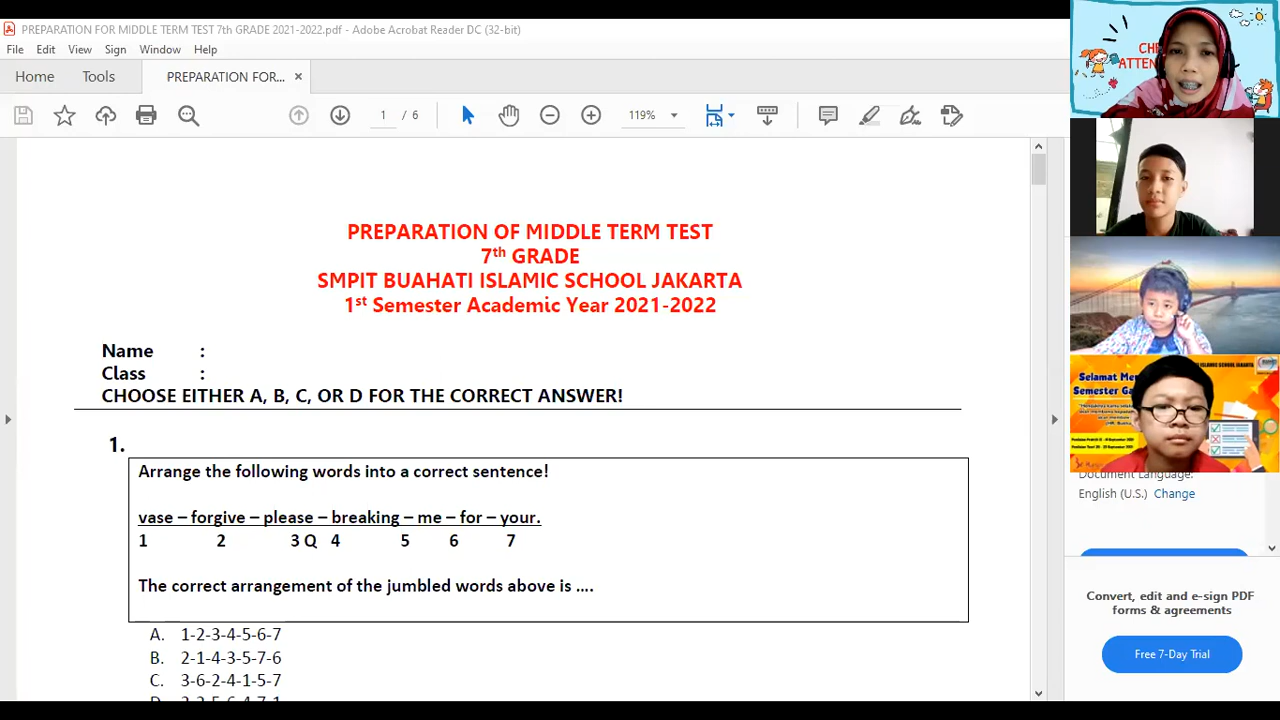 PREPARATION FOR MIDDLE TERM TEST 7th GRADE 2021-2022.pdf - Adobe Acrobat Reader DC (32-bit)
File Edit View Sign Window Help
Home Tools PREPARATION FOR... ×
1 / 6 119%
PREPARATION OF MIDDLE TERM TEST
7th GRADE
SMPIT BUAHATI ISLAMIC SCHOOL JAKARTA
1st Semester Academic Year 2021-2022
Name :
Class :
CHOOSE EITHER A, B, C, OR D FOR THE CORRECT ANSWER!
1.
Arrange the following words into a correct sentence!
vase – forgive – please – breaking – me – for – your.
1 2 3 Q 4 5 6 7
The correct arrangement of the jumbled words above is ....
A. 1-2-3-4-5-6-7
B. 2-1-4-3-5-7-6
C. 3-6-2-4-1-5-7
Selamat
Semester
ISLAMIC SCHOOL
Document Language:
English (U.S.) Change
Convert, edit and e-sign PDF
forms & agreements
Free 7-Day Trial